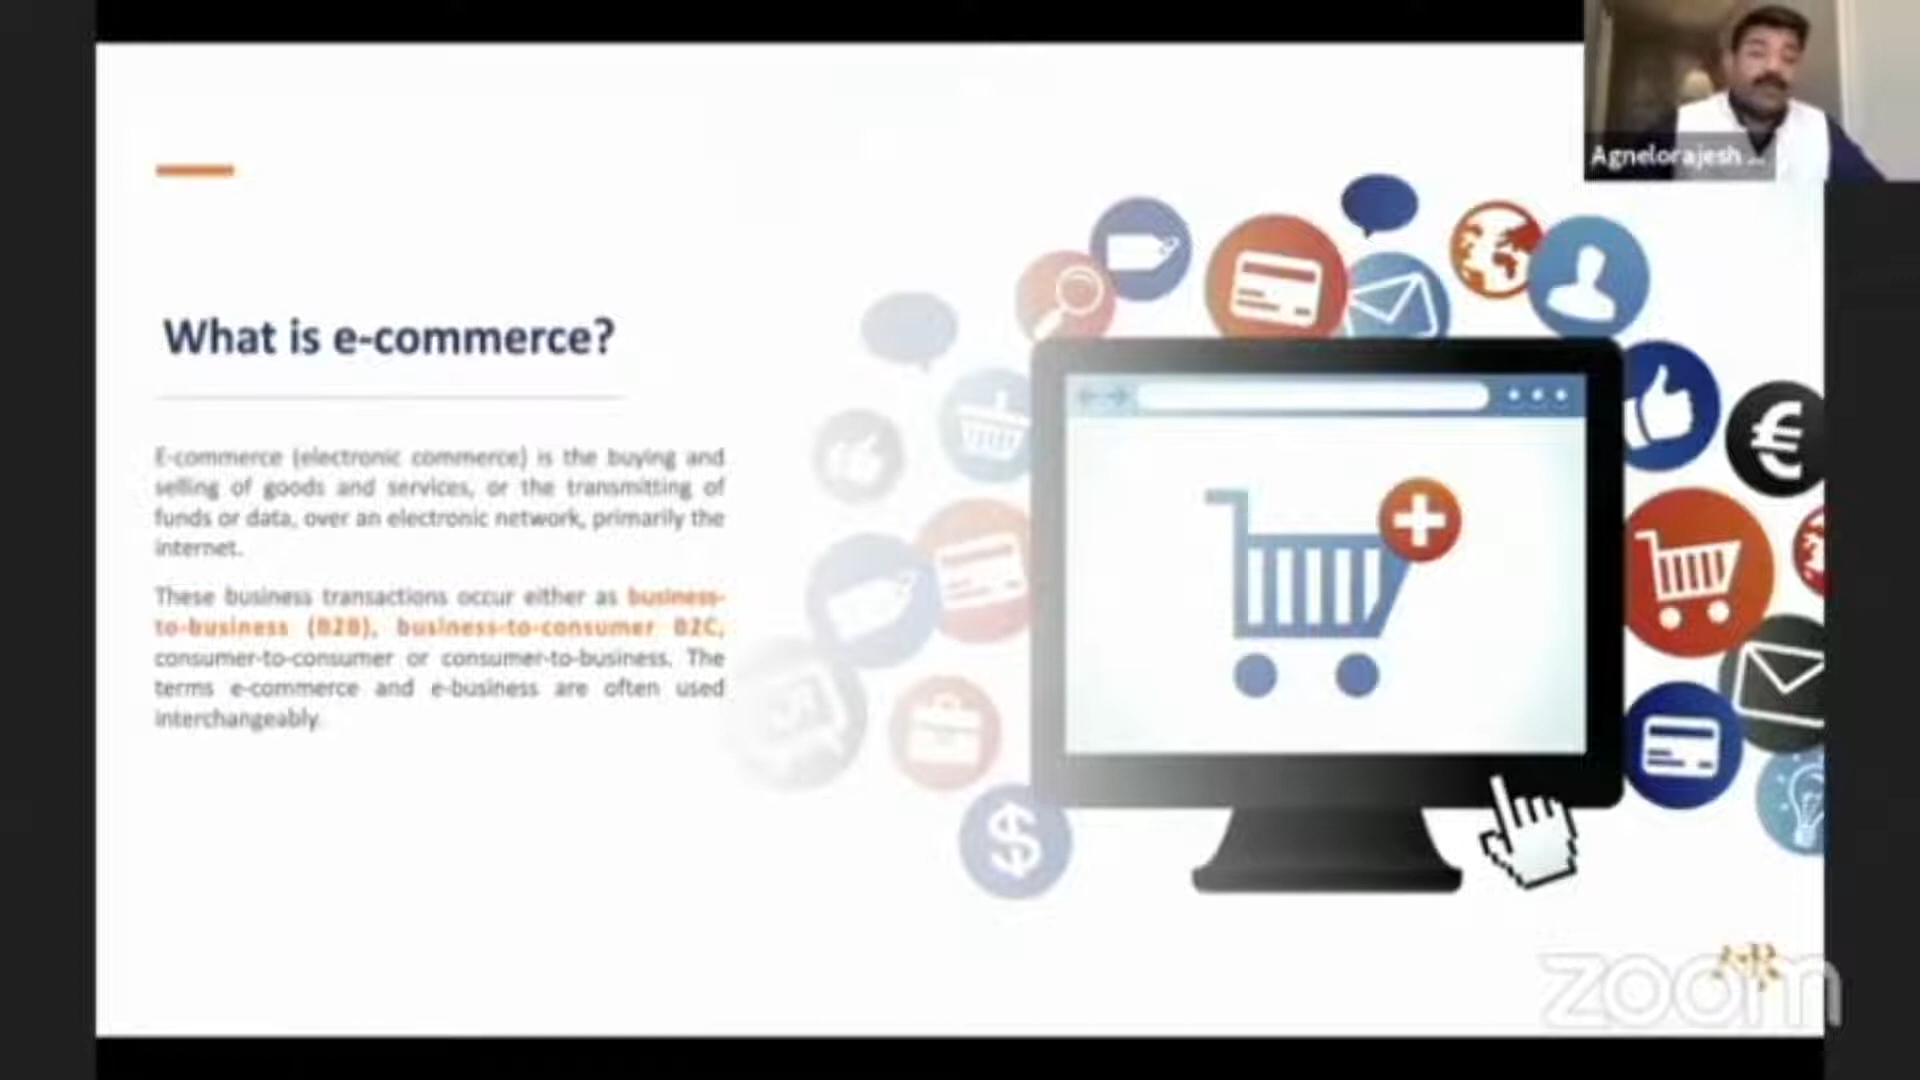 Agnelorajesh ...
What is e-commerce?
E-commerce (electronic commerce) is the buying and
selling of goods and services, or the transmitting of
funds or data, over an electronic network, primarily the
internet.
These business transactions occur either as business-
to-business (B2B), business-to-consumer B2C,
consumer-to-consumer or consumer-to-business. The
terms e-commerce and e-business are often used
interchangeably.
zoom